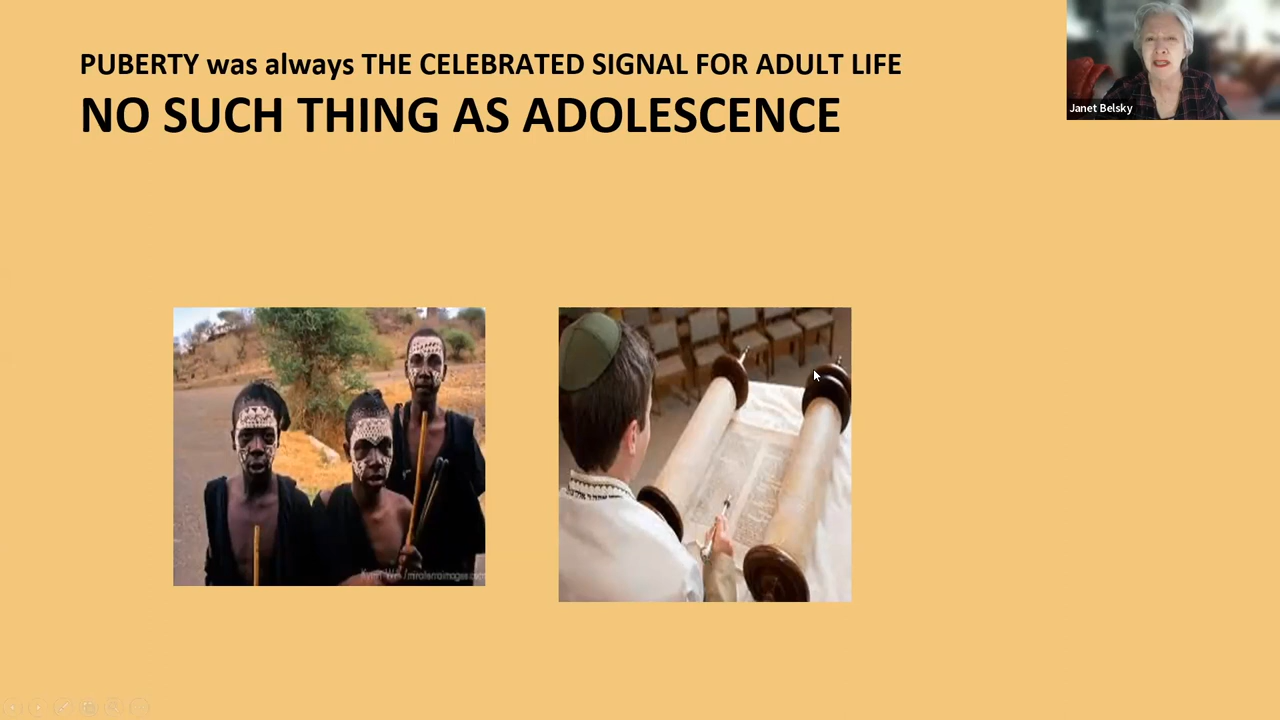 PUBERTY was always THE CELEBRATED SIGNAL FOR ADULT LIFE
NO SUCH THING AS ADOLESCENCE
Janet Belsky